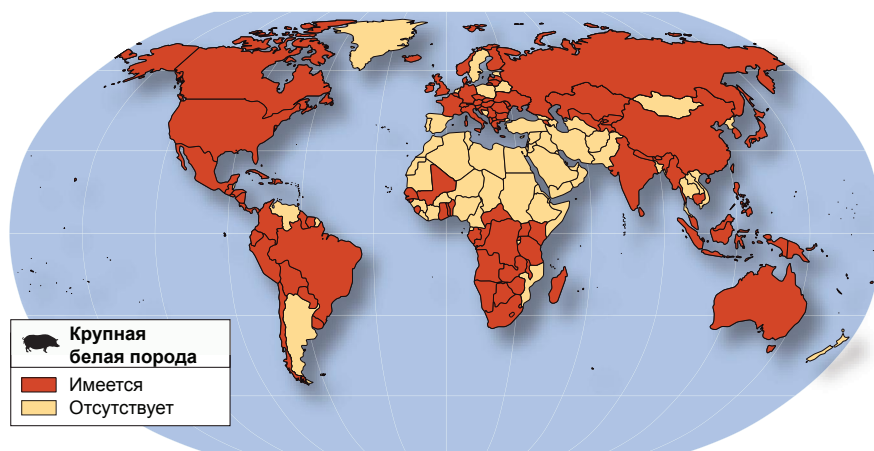 Крупная
белая порода
Имеется
Отсутствует